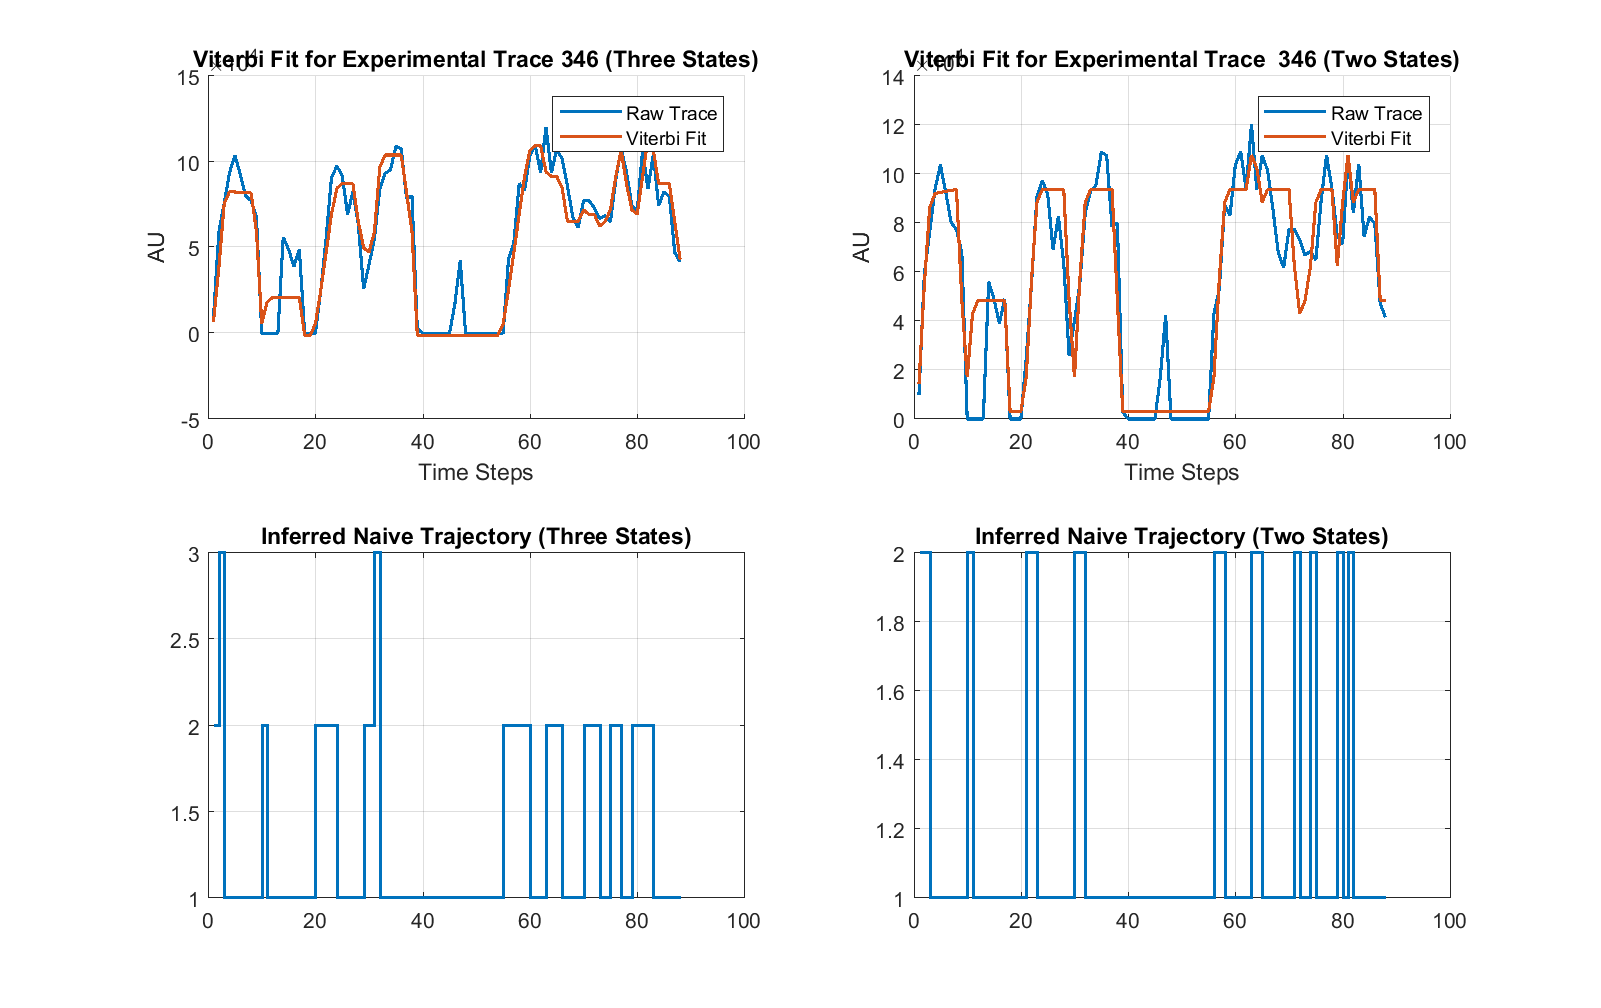 Viterbi Fit for Experimental Trace 346 (Three States)
15
10
5
0
-5
0 20 40 60 80 100
AU
Time Steps
Raw Trace
Viterbi Fit
Viterbi Fit for Experimental Trace 346 (Two States)
14
12
10
8
6
4
2
0
0 20 40 60 80 100
AU
Time Steps
Raw Trace
Viterbi Fit
Inferred Naive Trajectory (Three States)
3
2.5
2
1.5
1
0 20 40 60 80 100
Inferred Naive Trajectory (Two States)
2
1.8
1.6
1.4
1.2
1
0 20 40 60 80 100